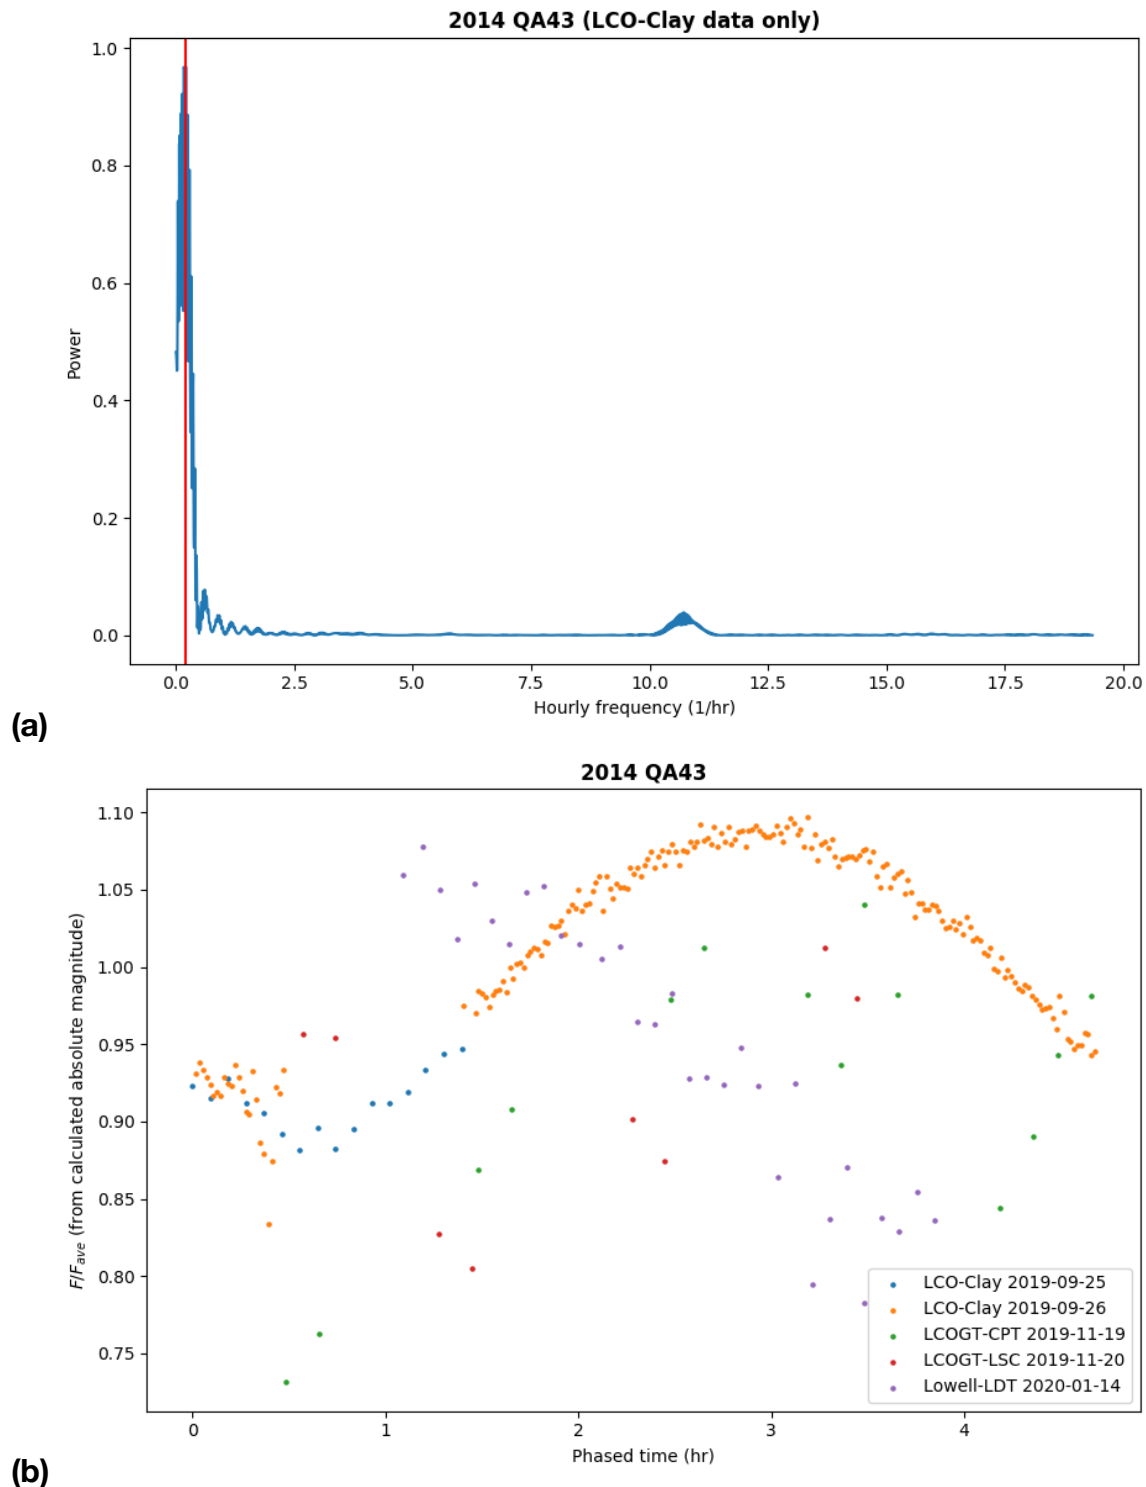 2014 QA43 (LCO-Clay data only)
1.0
0.8
0.6
0.4
0.2
0.0
Power
0.0 2.5 5.0 7.5 10.0 12.5 15.0 17.5 20.0
Hourly frequency (1/hr)
(a)
2014 QA43
1.10
1.05
1.00
0.95
0.90
0.85
0.80
0.75
F/F_ave (from calculated absolute magnitude)
LCO-Clay 2019-09-25
LCO-Clay 2019-09-26
LCOGT-CPT 2019-11-19
LCOGT-LSC 2019-11-20
Lowell-LDT 2020-01-14
0 1 2 3 4
Phased time (hr)
(b)